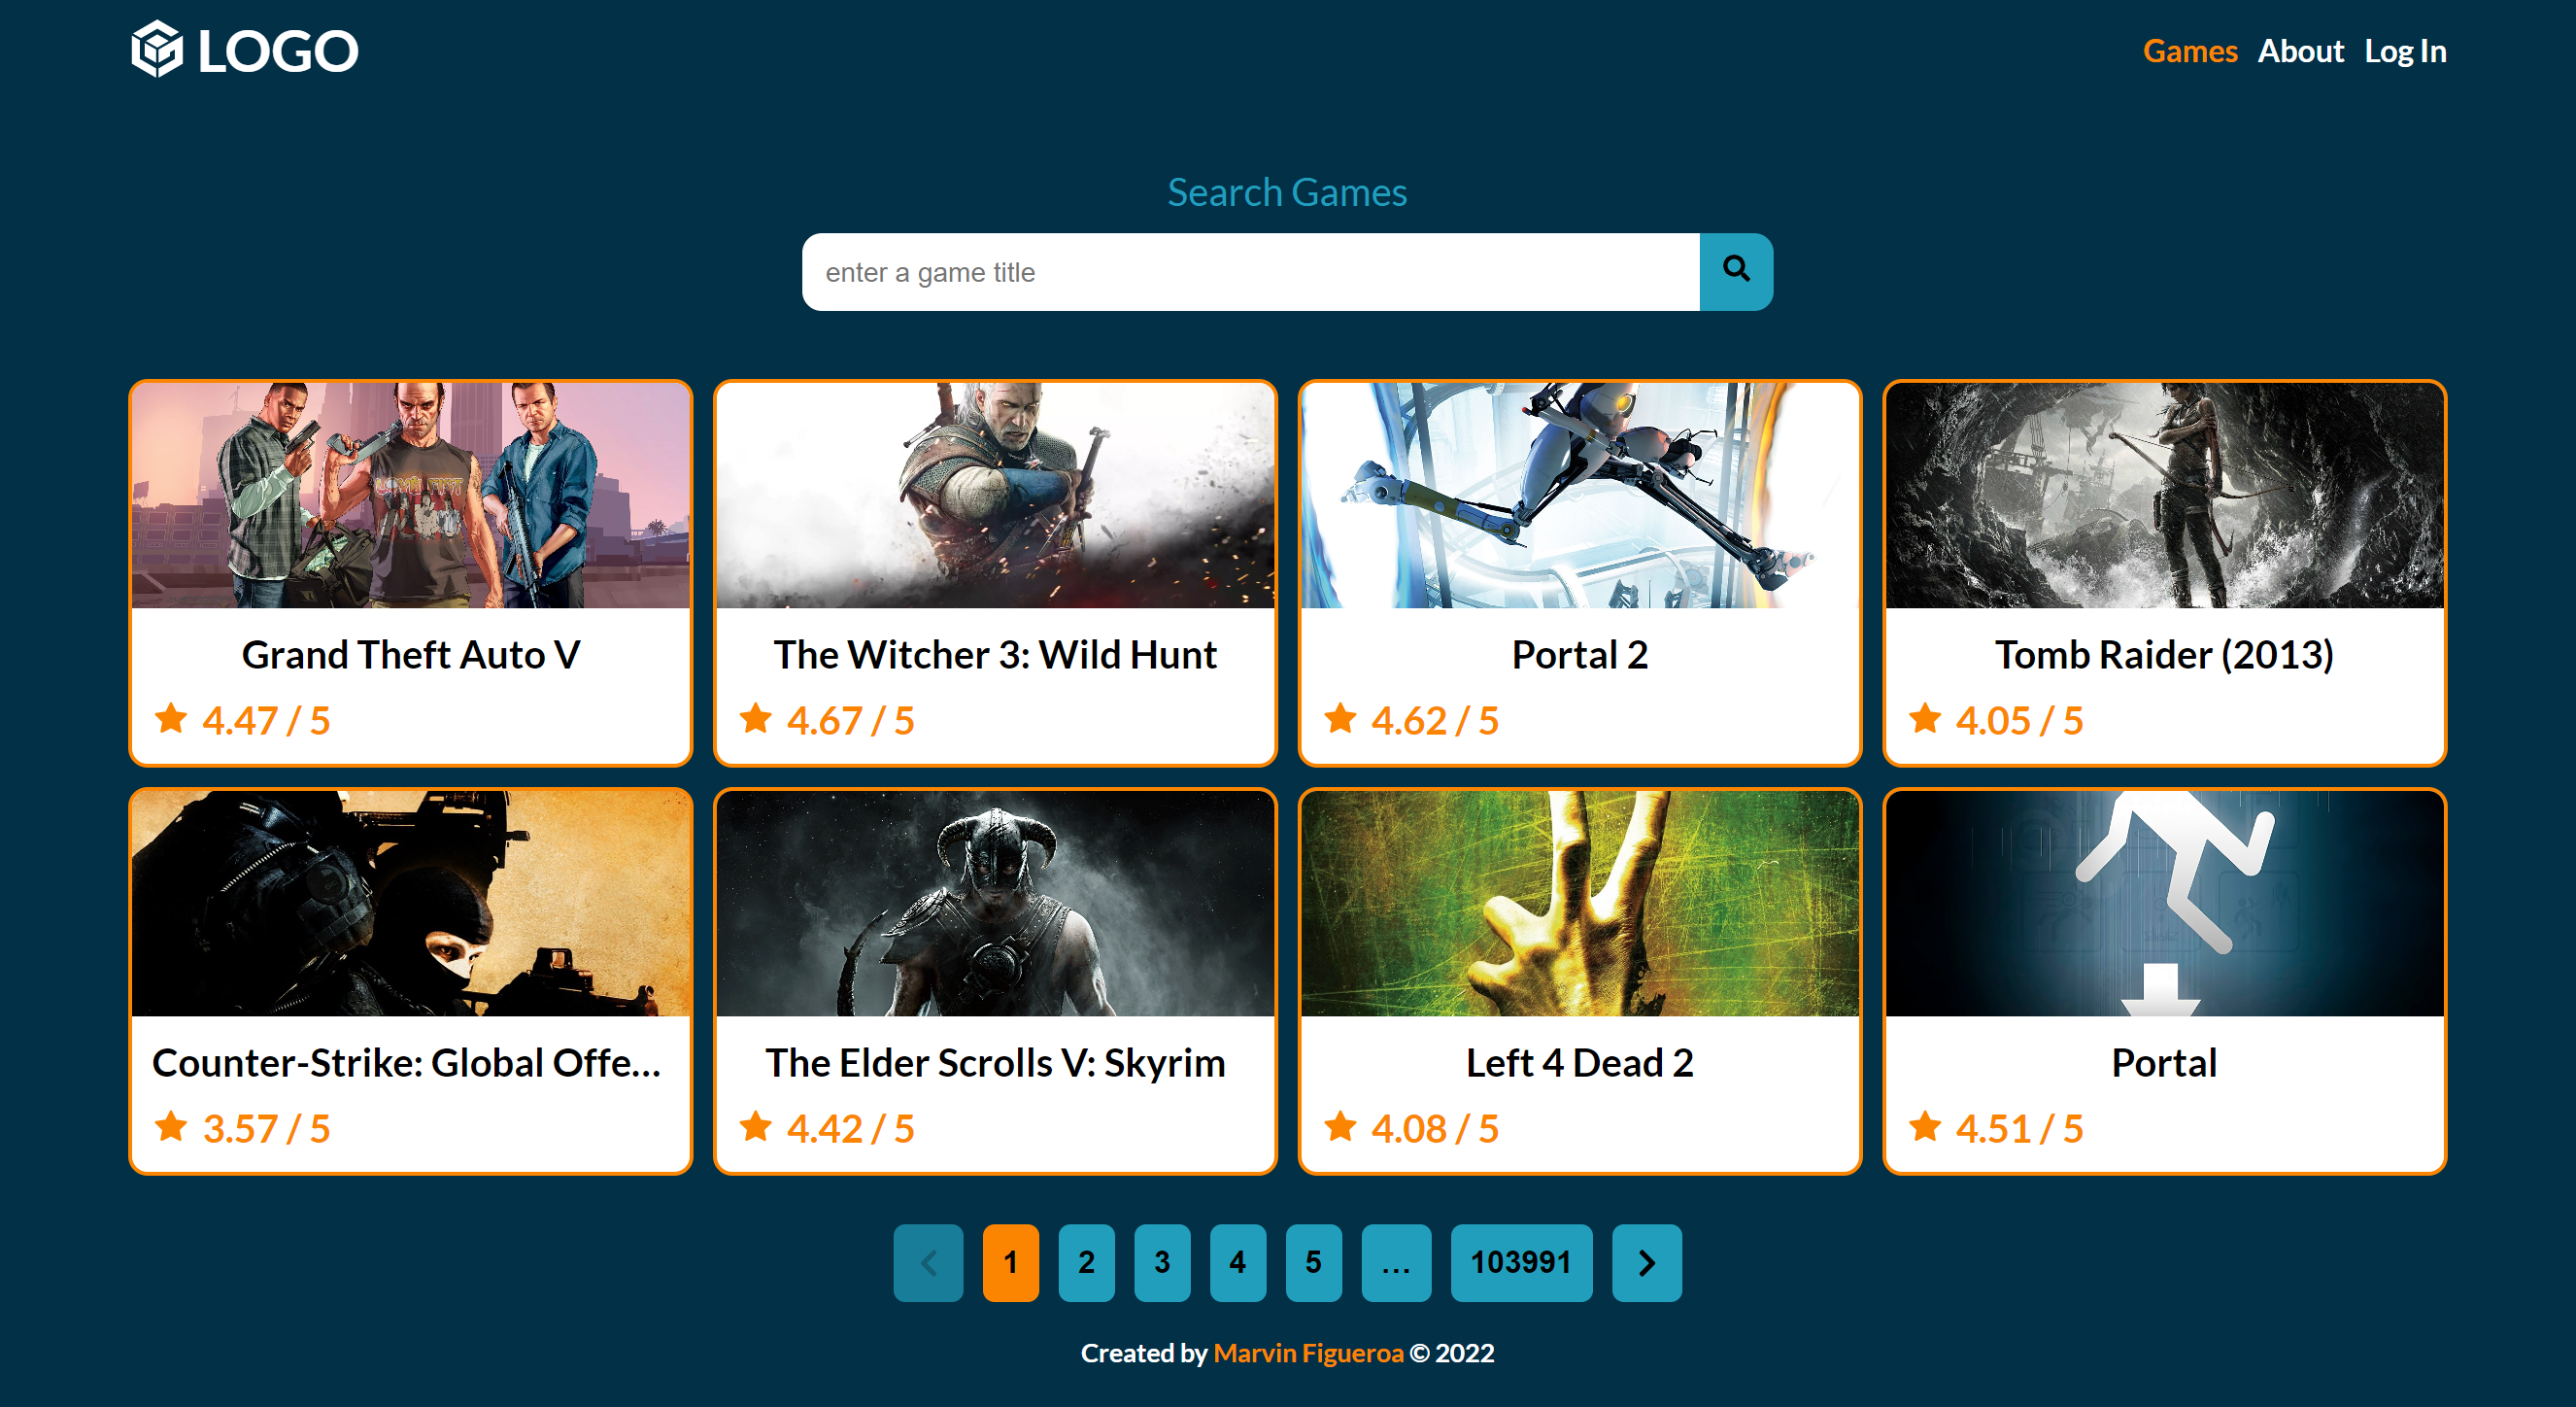 LOGO
Games About Log In
Search Games
enter a game title
Grand Theft Auto V
4.47 / 5
The Witcher 3: Wild Hunt
4.67 / 5
Portal 2
4.62 / 5
Tomb Raider (2013)
4.05 / 5
Counter-Strike: Global Offe...
3.57 / 5
The Elder Scrolls V: Skyrim
4.42 / 5
Left 4 Dead 2
4.08 / 5
Portal
4.51 / 5
1 2 3 4 5 ... 103991
Created by Marvin Figueroa © 2022